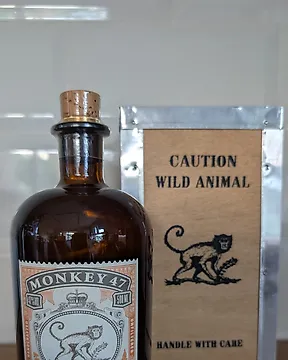 MONKEY 47
CAUTION
WILD ANIMAL
HANDLE WITH CARE